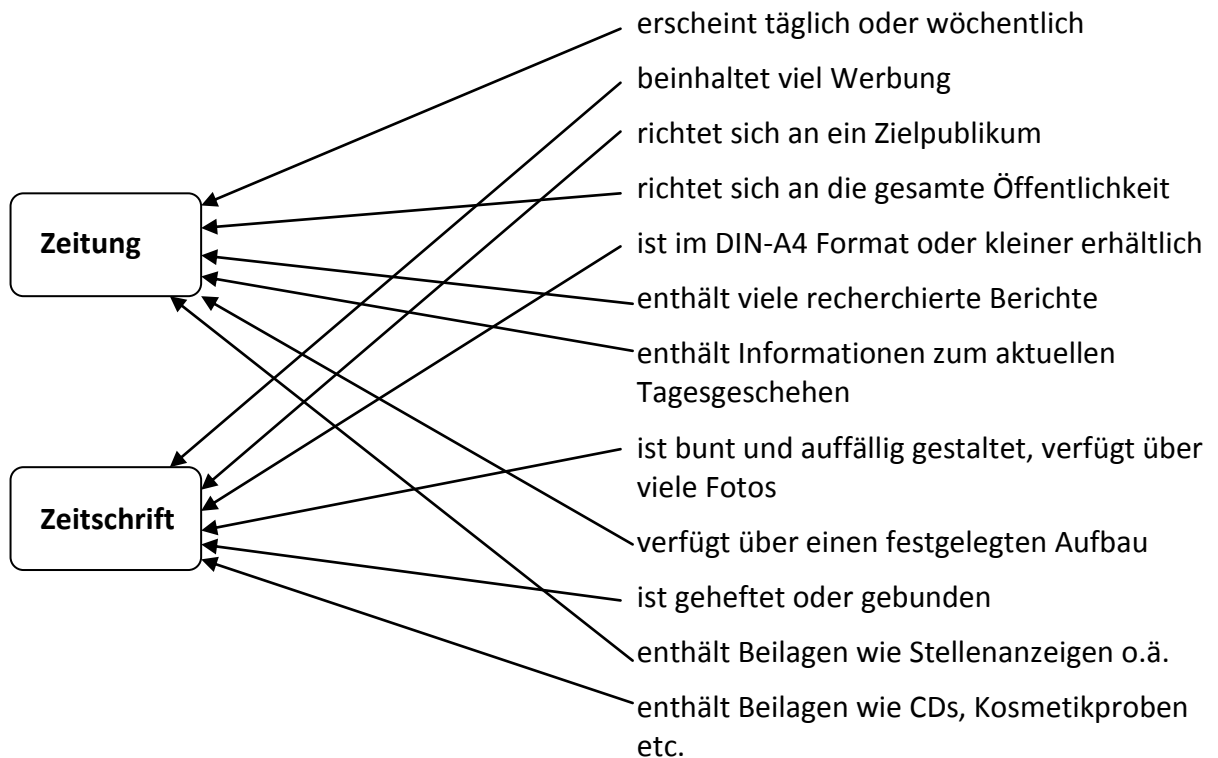 erscheint täglich oder wöchentlich
beinhaltet viel Werbung
richtet sich an ein Zielpublikum
richtet sich an die gesamte Öffentlichkeit
Zeitung
ist im DIN-A4 Format oder kleiner erhältlich
enthält viele recherchierte Berichte
enthält Informationen zum aktuellen
Tagesgeschehen
ist bunt und auffällig gestaltet, verfügt über
viele Fotos
Zeitschrift
verfügt über einen festgelegten Aufbau
ist geheftet oder gebunden
enthält Beilagen wie Stellenanzeigen o.ä.
enthält Beilagen wie CDs, Kosmetikproben
etc.